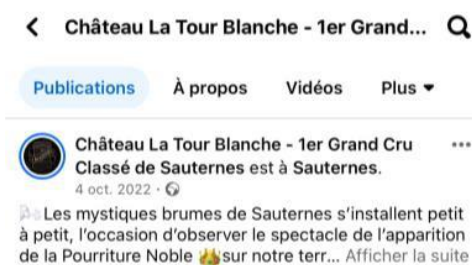 Château La Tour Blanche - 1er Grand...
Publications À propos Vidéos Plus
Château La Tour Blanche - 1er Grand Cru
Classé de Sauternes est à Sauternes.
4 oct. 2022 ·
Les mystiques brumes de Sauternes s'installent petit
à petit, l'occasion d'observer le spectacle de l'apparition
de la Pourriture Noble 👑 sur notre terr... Afficher la suite